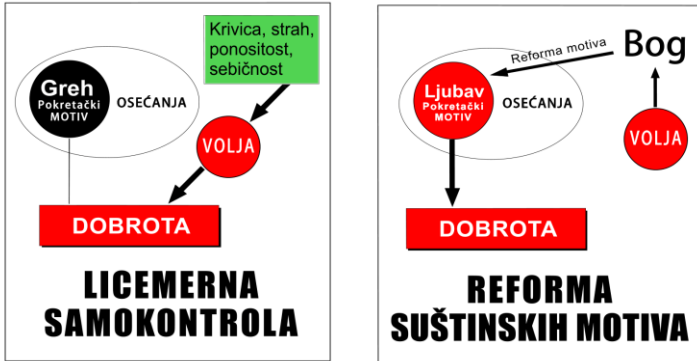 Krivica, strah,
ponositost,
sebičnost
Greh
Pokretački
MOTIV
OSEĆANJA
VOLJA
DOBROTA
LICEMERNA
SAMOKONTROLA
Bog
Reforma motiva
Ljubav
Pokretački
MOTIV
OSEĆANJA
VOLJA
DOBROTA
REFORMA
SUŠTINSKIH MOTIVA